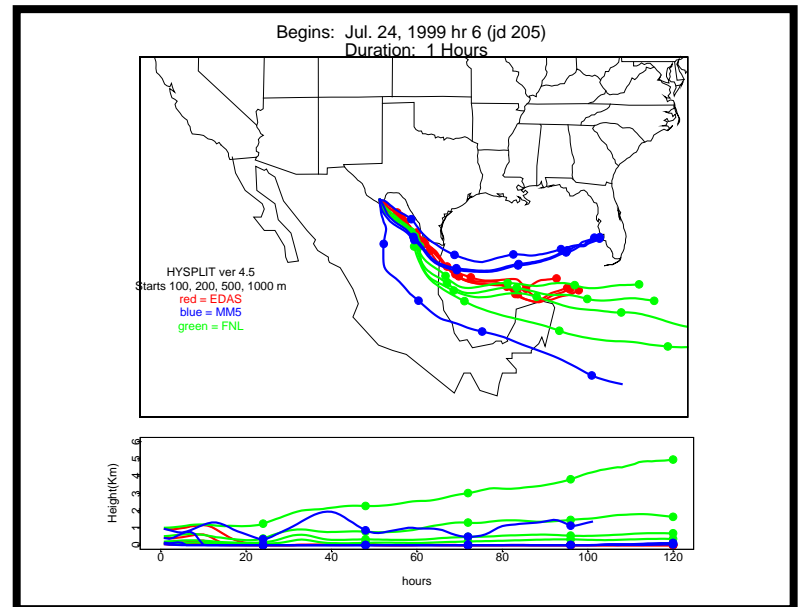 Begins: Jul. 24, 1999 hr 6 (jd 205)
Duration: 1 Hours
HYSPLIT ver 4.5
Starts 100, 200, 500, 1000 m
red = EDAS
blue = MM5
green = FNL
Height(Km)
6
5
4
3
2
1
0
0 20 40 60 80 100 120
hours